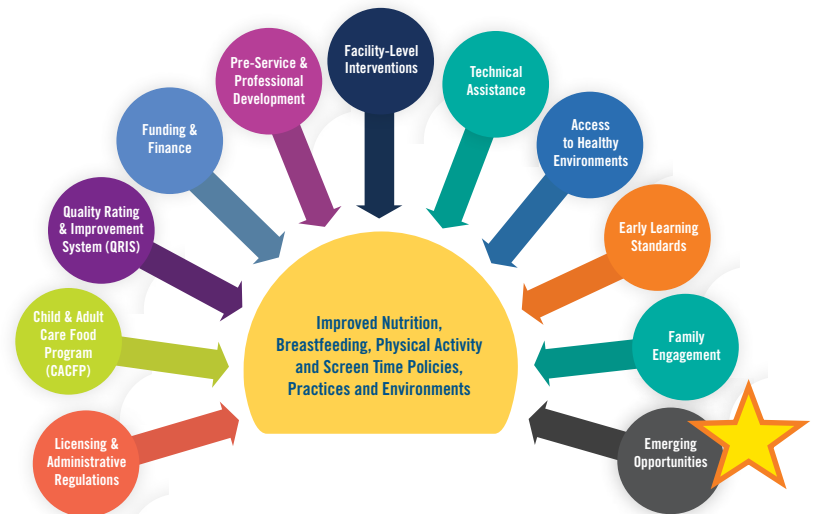 Facility-Level
Interventions
Pre-Service &
Professional
Development
Technical
Assistance
Funding &
Finance
Access
to Healthy
Environments
Quality Rating
& Improvement
System (QRIS)
Early Learning
Standards
Child & Adult
Care Food
Program
(CACFP)
Family
Engagement
Licensing &
Administrative
Regulations
Emerging
Opportunities
Improved Nutrition,
Breastfeeding, Physical Activity
and Screen Time Policies,
Practices and Environments